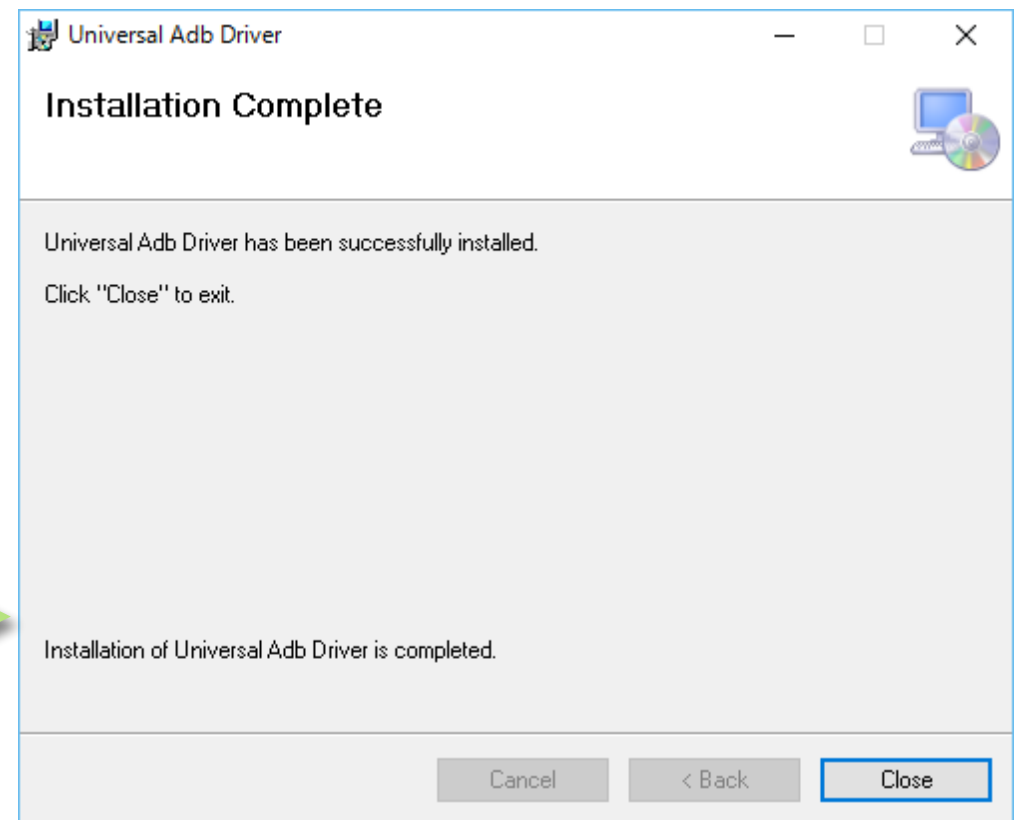 Universal Adb Driver
Installation Complete
Universal Adb Driver has been successfully installed.
Click "Close" to exit.
Installation of Universal Adb Driver is completed.
Cancel
< Back
Close